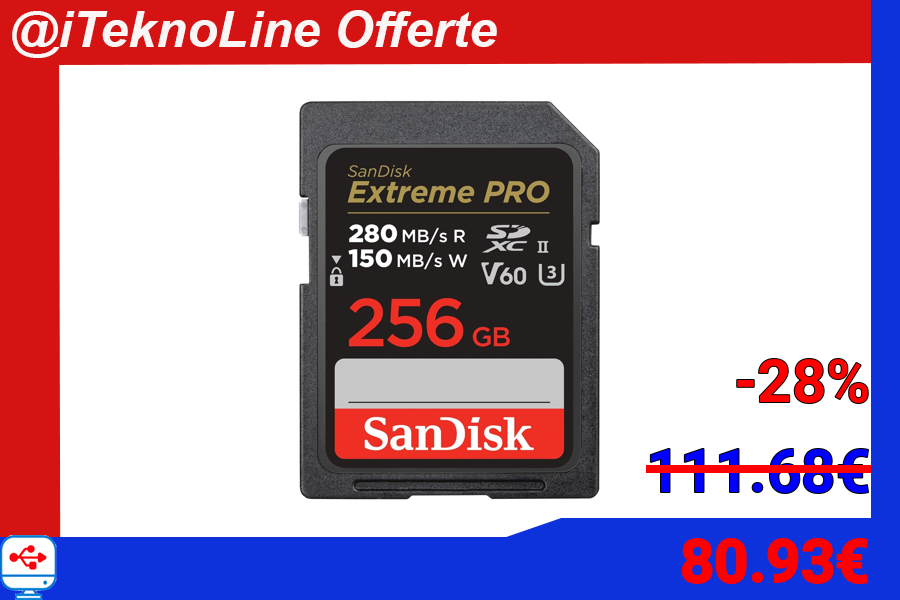 @iTeknoLine Offerte
SanDisk
Extreme PRO
280 MB/s R
150 MB/s W
SD XC II
V60 3
256 GB
SanDisk
-28%
111.68€
80.93€